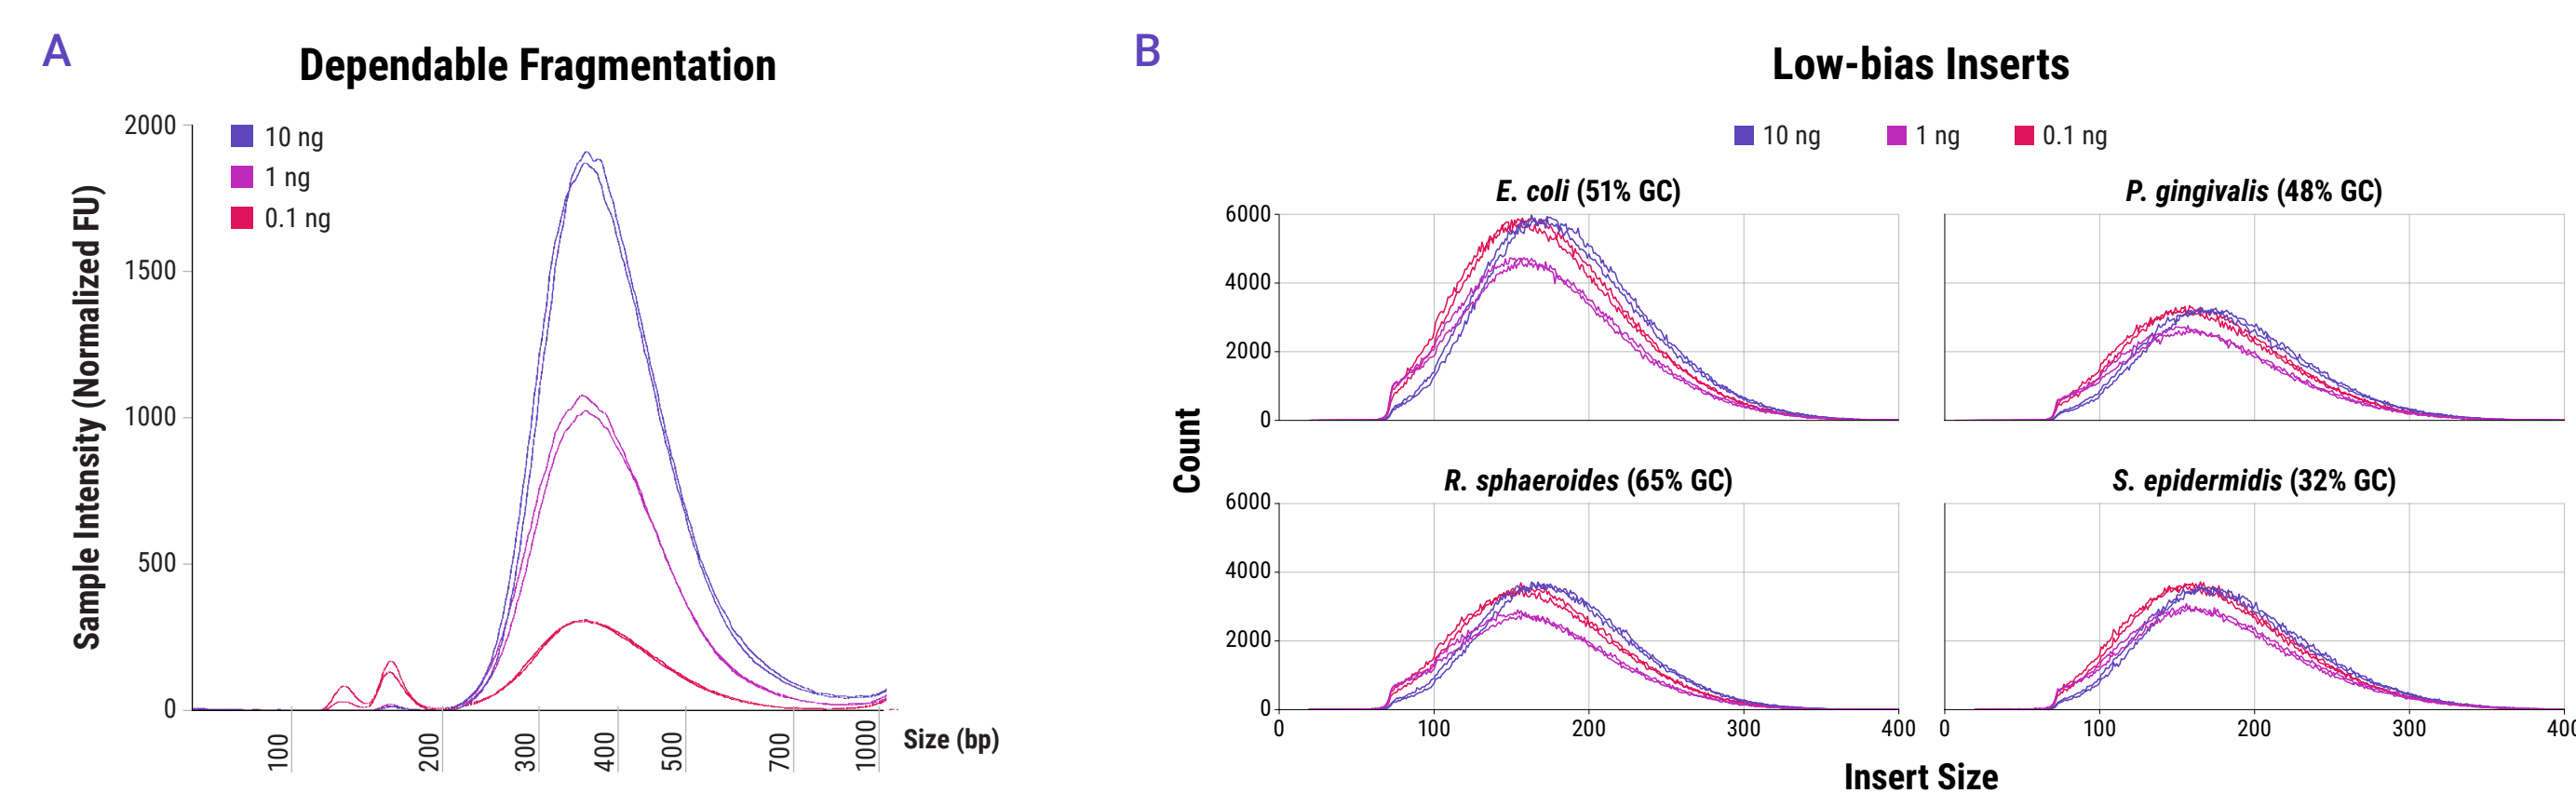 A
Dependable Fragmentation
10 ng
1 ng
0.1 ng
Sample Intensity (Normalized FU)
2000
1500
1000
500
0
100
200
300
400
500
700
1000
Size (bp)
B
Low-bias Inserts
10 ng
1 ng
0.1 ng
E. coli (51% GC)
P. gingivalis (48% GC)
6000
4000
2000
0
Count
R. sphaeroides (65% GC)
S. epidermidis (32% GC)
6000
4000
2000
0
0
100
200
300
400
0
100
200
300
400
Insert Size